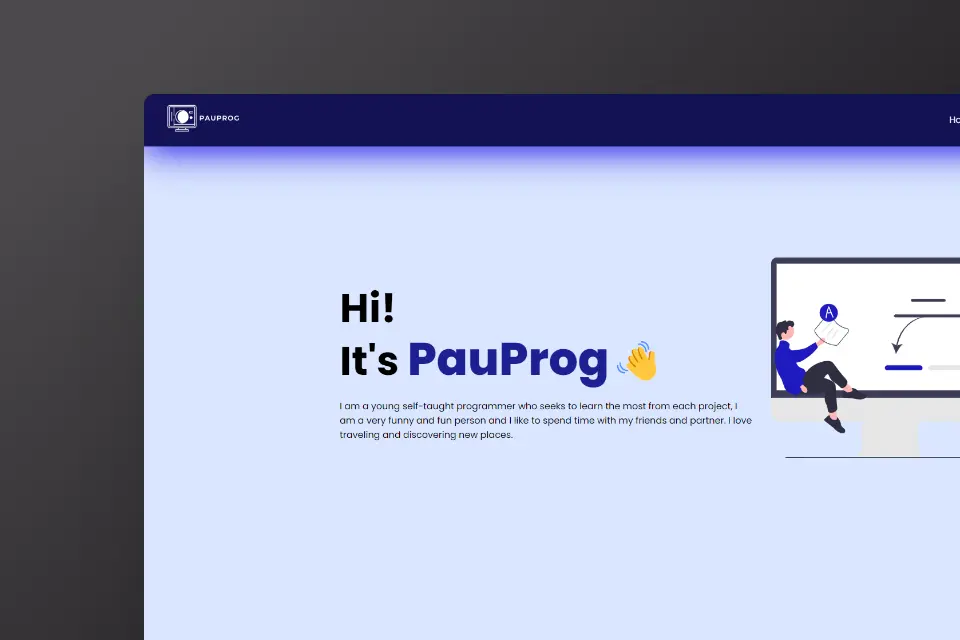 PAUPROG
Hi!
It's PauProg 👋
I am a young self-taught programmer who seeks to learn the most from each project, I
am a very funny and fun person and I like to spend time with my friends and partner. I love
traveling and discovering new places.
A